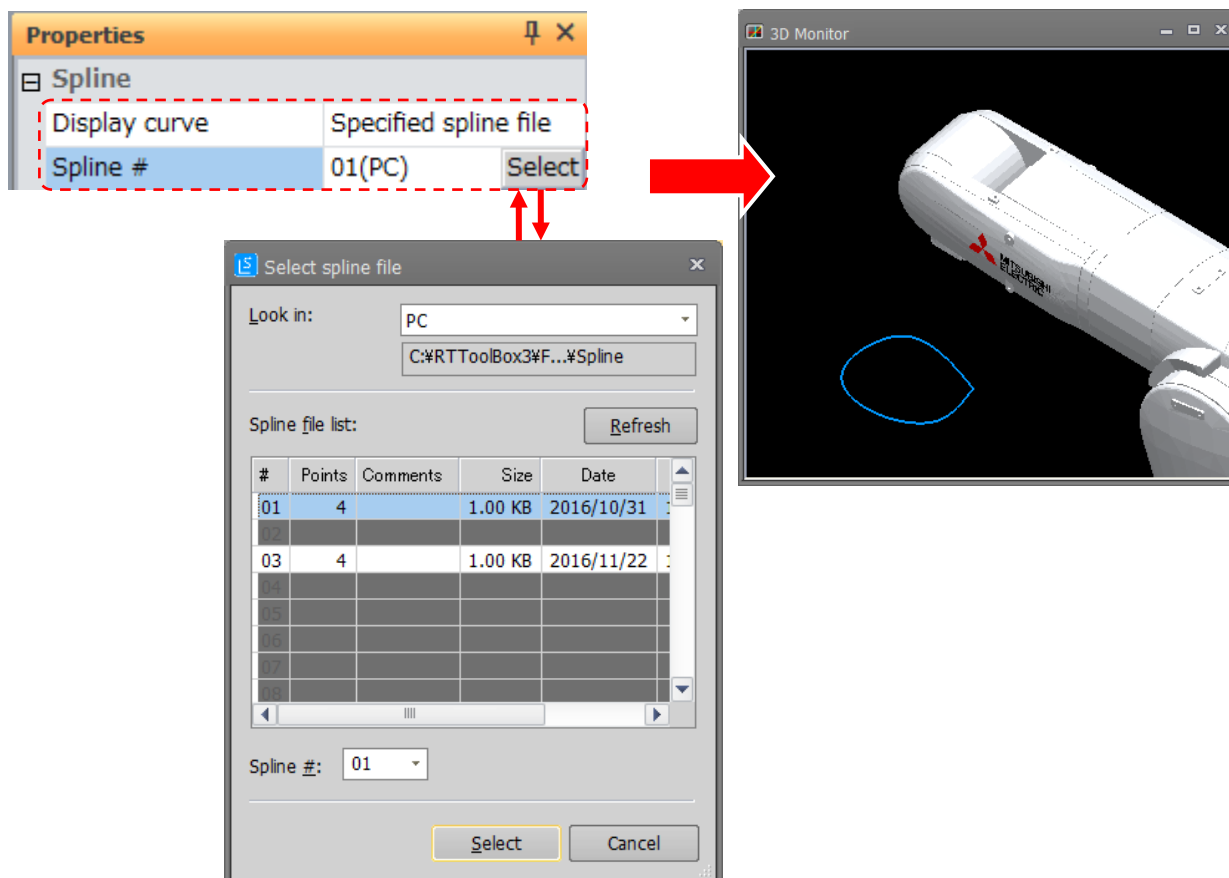 Properties
Spline
Display curve Specified spline file
Spline # 01(PC) Select
3D Monitor
MITSUBISHI
ELECTRIC
Select spline file
Look in: PC
C:¥RTToolBox3¥F...¥Spline
Spline file list: Refresh
# Points Comments Size Date
01 4 1.00 KB 2016/10/31
02
03 4 1.00 KB 2016/11/22
04
05
06
07
08
Spline #: 01
Select Cancel